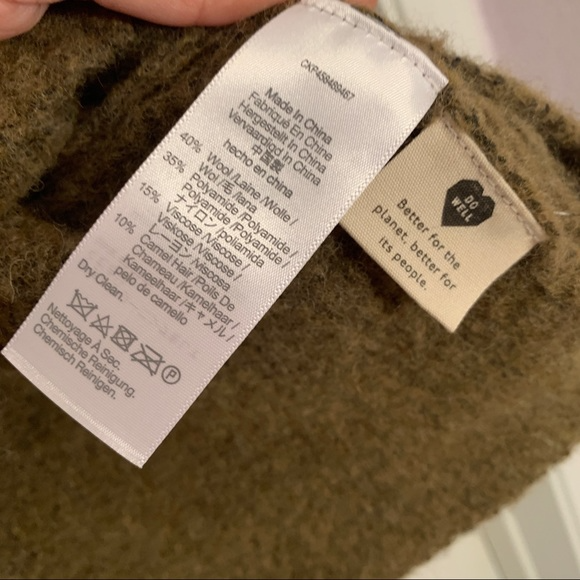 CKP458489467
Made In China
Fabriqué En Chine
Hergestellt In China
Vervaardigd In China
中国製
hecho en china
40% Wool/Laine/Wolle/
Wol/毛/lana
35% Polyamide/Polyamide/
Polyamide/Polyamide/
ナイロン/poliamida
15% Viscose/Viscose/
Viskose/Viscose/
レーヨン/Viscosa
10% Camel Hair/Poils De
Chameau/Kamelhaar/
Kameelhaar/キャメル/
pelo de camello
Dry Clean.
P
Nettoyage À Sec.
Chemische Reinigung.
Chemisch Reinigen.
DO
WELL
Better for the
planet, better for
its people.